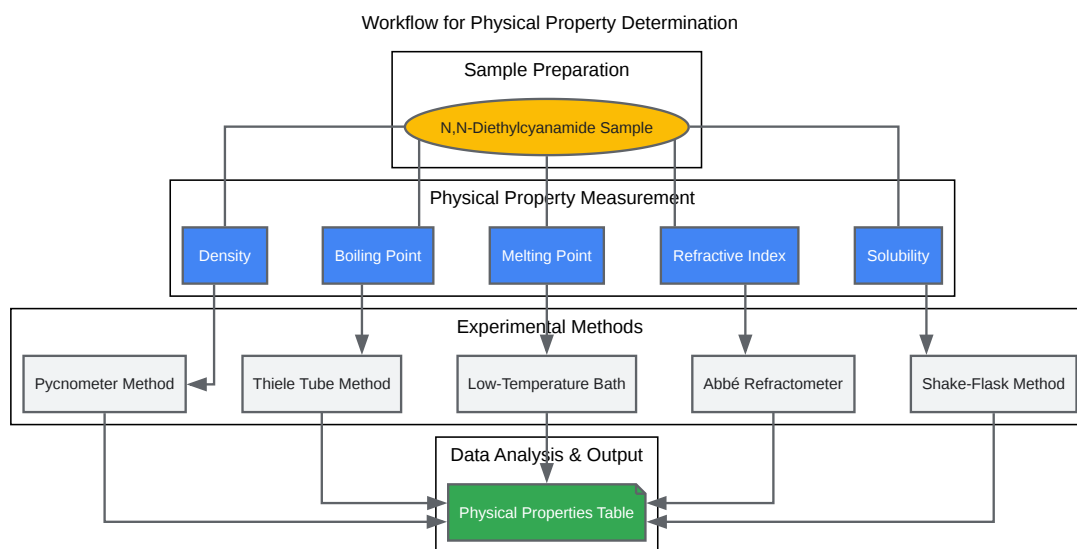 Workflow for Physical Property Determination
Sample Preparation
N,N-Diethylcyanamide Sample
Physical Property Measurement
Density
Boiling Point
Melting Point
Refractive Index
Solubility
Experimental Methods
Pycnometer Method
Thiele Tube Method
Low-Temperature Bath
Abbé Refractometer
Shake-Flask Method
Data Analysis & Output
Physical Properties Table